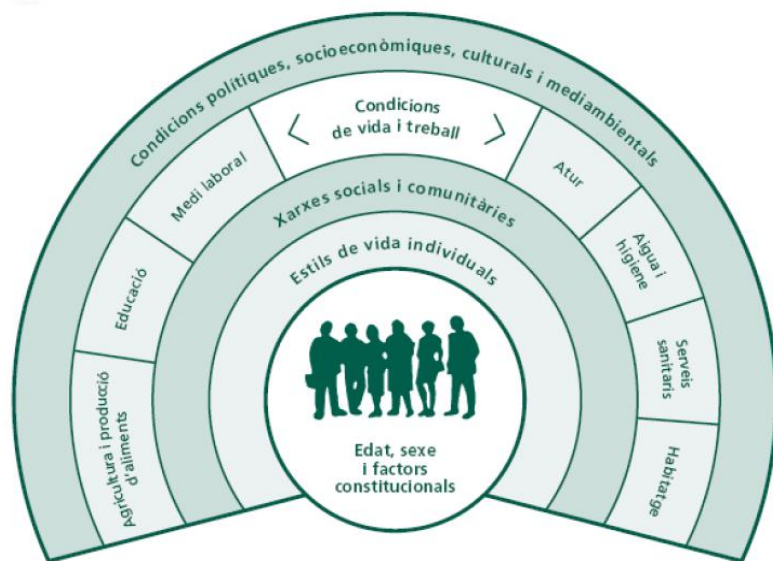 Condicions polítiques, socioeconòmiques, culturals i mediambientals
Condicions
de vida i treball
Medi laboral
Atur
Xarxes socials i comunitàries
Aigua i
higiene
Educació
Estils de vida individuals
Serveis
sanitaris
Agricultura i producció
d'aliments
Habitatge
Edat, sexe
i factors
constitucionals